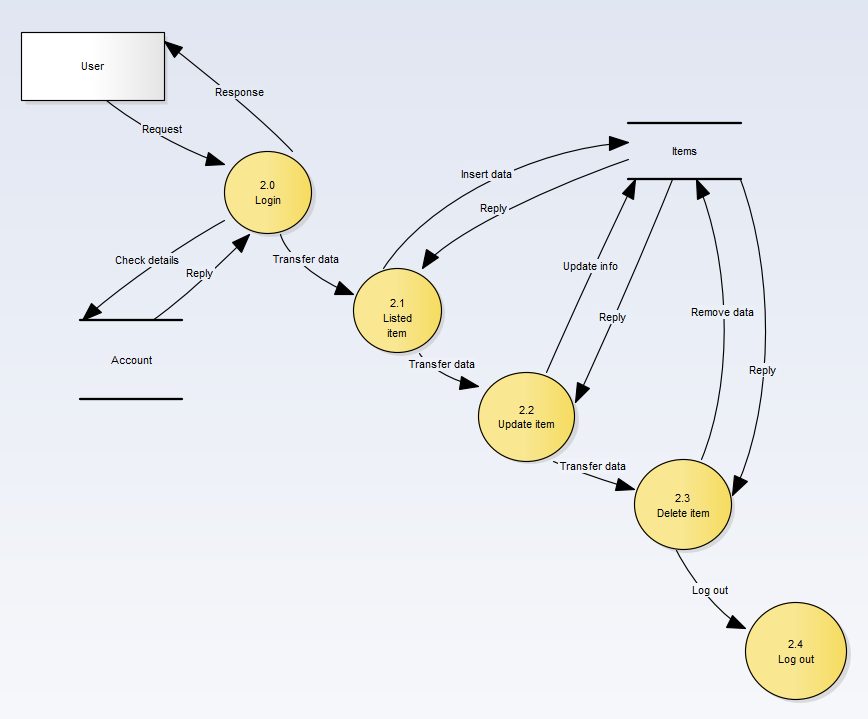 User
Response
Request
2.0
Login
Items
Insert data
Reply
Check details
Reply
Transfer data
Update info
2.1
Listed
item
Reply
Remove data
Account
Transfer data
Reply
2.2
Update item
Transfer data
2.3
Delete item
Log out
2.4
Log out